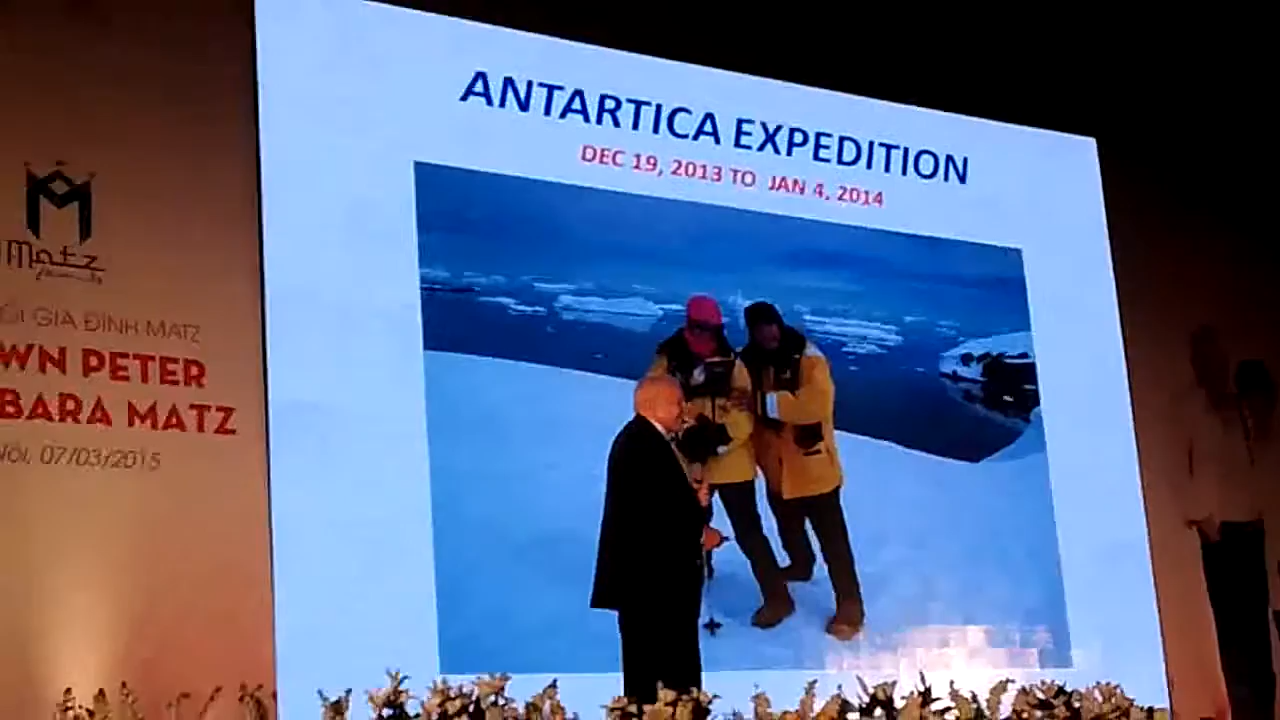 ANTARTICA EXPEDITION
DEC 19, 2013 TO JAN 4, 2014
Matz
GIA ĐÌNH MATZ
WN PETER
BARA MATZ
Nội, 07/03/2015